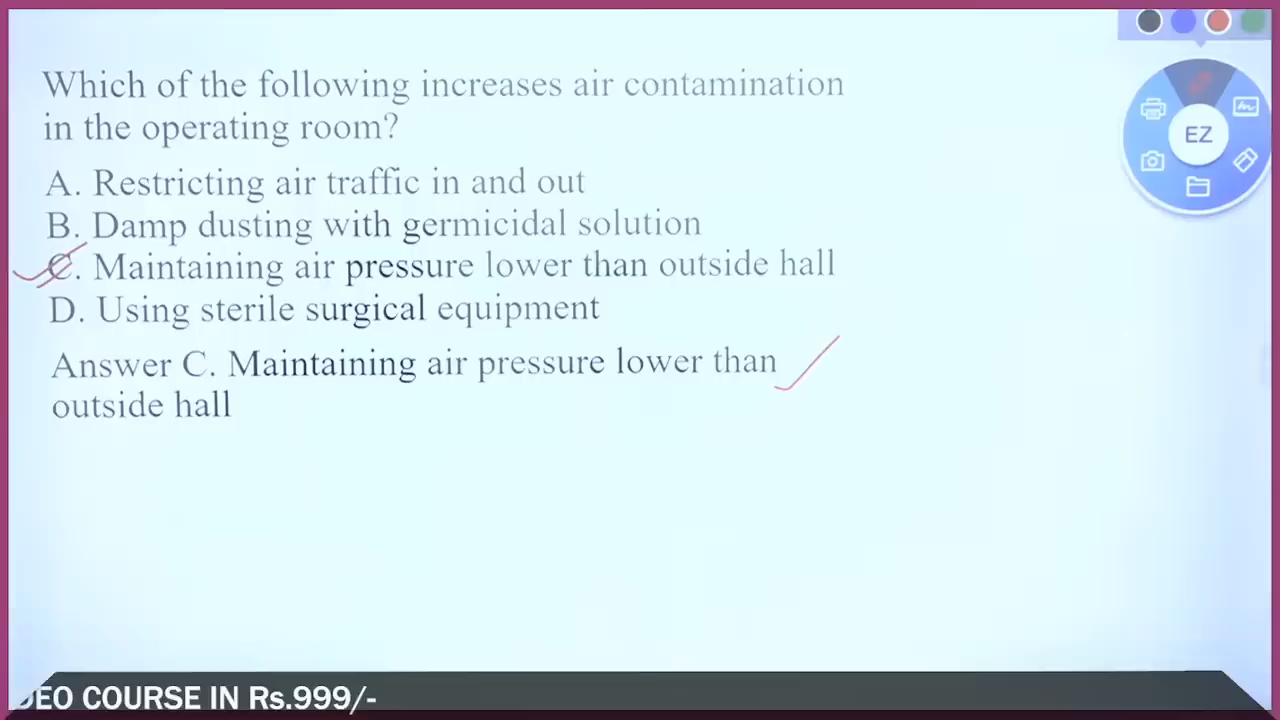 Which of the following increases air contamination
in the operating room?
A. Restricting air traffic in and out
B. Damp dusting with germicidal solution
C. Maintaining air pressure lower than outside hall
D. Using sterile surgical equipment
Answer C. Maintaining air pressure lower than
outside hall
EZ
DEO COURSE IN Rs.999/-